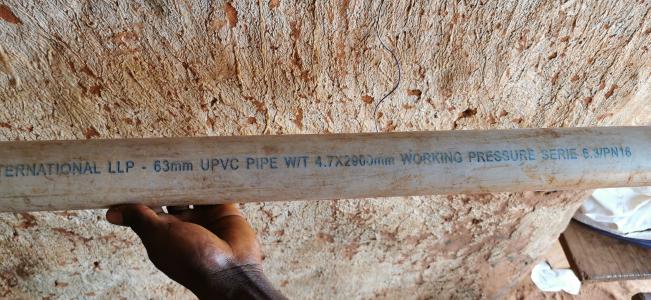 TERNATIONAL LLP - 63mm UPVC PIPE W/T 4.7X2900mm WORKING PRESSURE SERIE 6.3/PN16